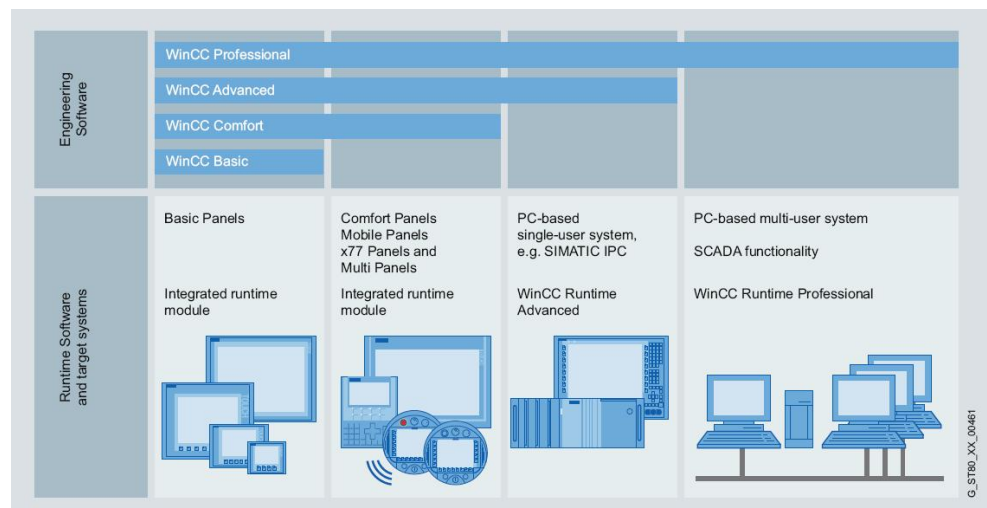 Engineering
Software
WinCC Professional
WinCC Advanced
WinCC Comfort
WinCC Basic
Runtime Software
and target systems
Basic Panels
Integrated runtime
module
Comfort Panels
Mobile Panels
x77 Panels and
Multi Panels
Integrated runtime
module
PC-based
single-user system,
e.g. SIMATIC IPC
WinCC Runtime
Advanced
PC-based multi-user system
SCADA functionality
WinCC Runtime Professional
G_ST80_XX_00461